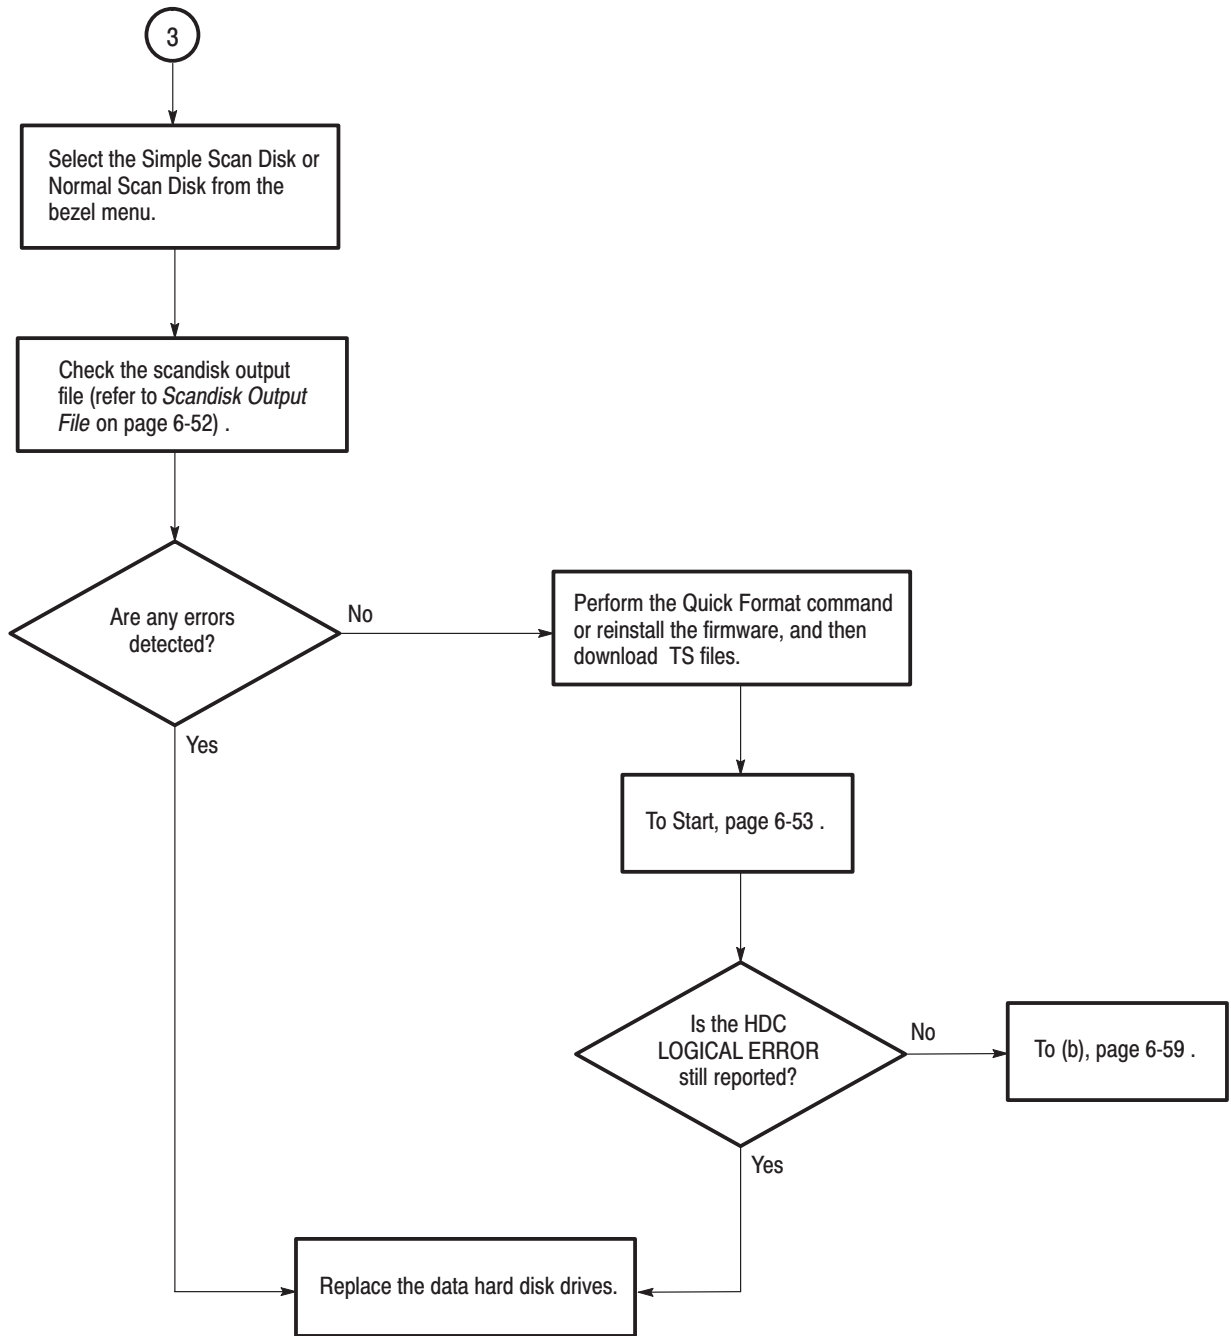 3
Select the Simple Scan Disk or
Normal Scan Disk from the
bezel menu.
Check the scandisk output
file (refer to Scandisk Output
File on page 6-52) .
Are any errors
detected?
No
Perform the Quick Format command
or reinstall the firmware, and then
download TS files.
Yes
To Start, page 6-53 .
Is the HDC
LOGICAL ERROR
still reported?
No
To (b), page 6-59 .
Yes
Replace the data hard disk drives.